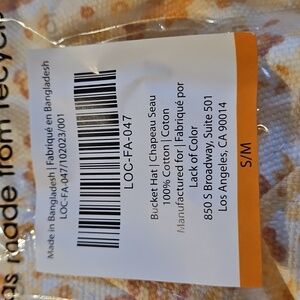 as made from recyc
Made in Bangladesh | Fabriqué en Bangladesh
LOC-FA-047/102023/001
LOC-FA-047
Bucket Hat | Chapeau Seau
100% Cotton | Coton
Manufactured for | Fabriqué por
Lack of Color
850 S Broadway, Suite 501
Los Angeles, CA 90014
S/M